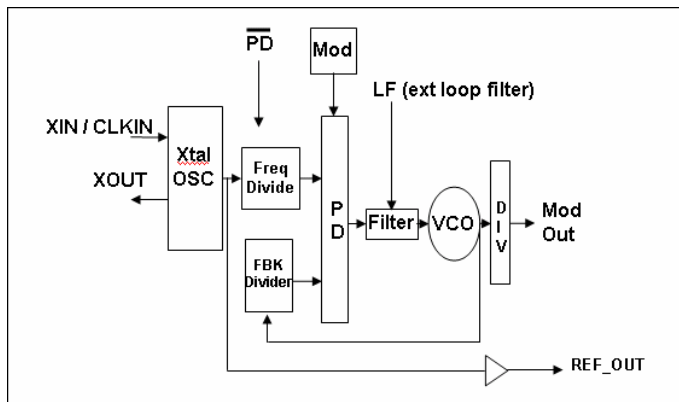 PD
Mod
LF (ext loop filter)
XIN / CLKIN
Xtal
OSC
XOUT
Freq
Divide
P
D
Filter
VCO
D
I
V
Mod
Out
FBK
Divider
REF_OUT